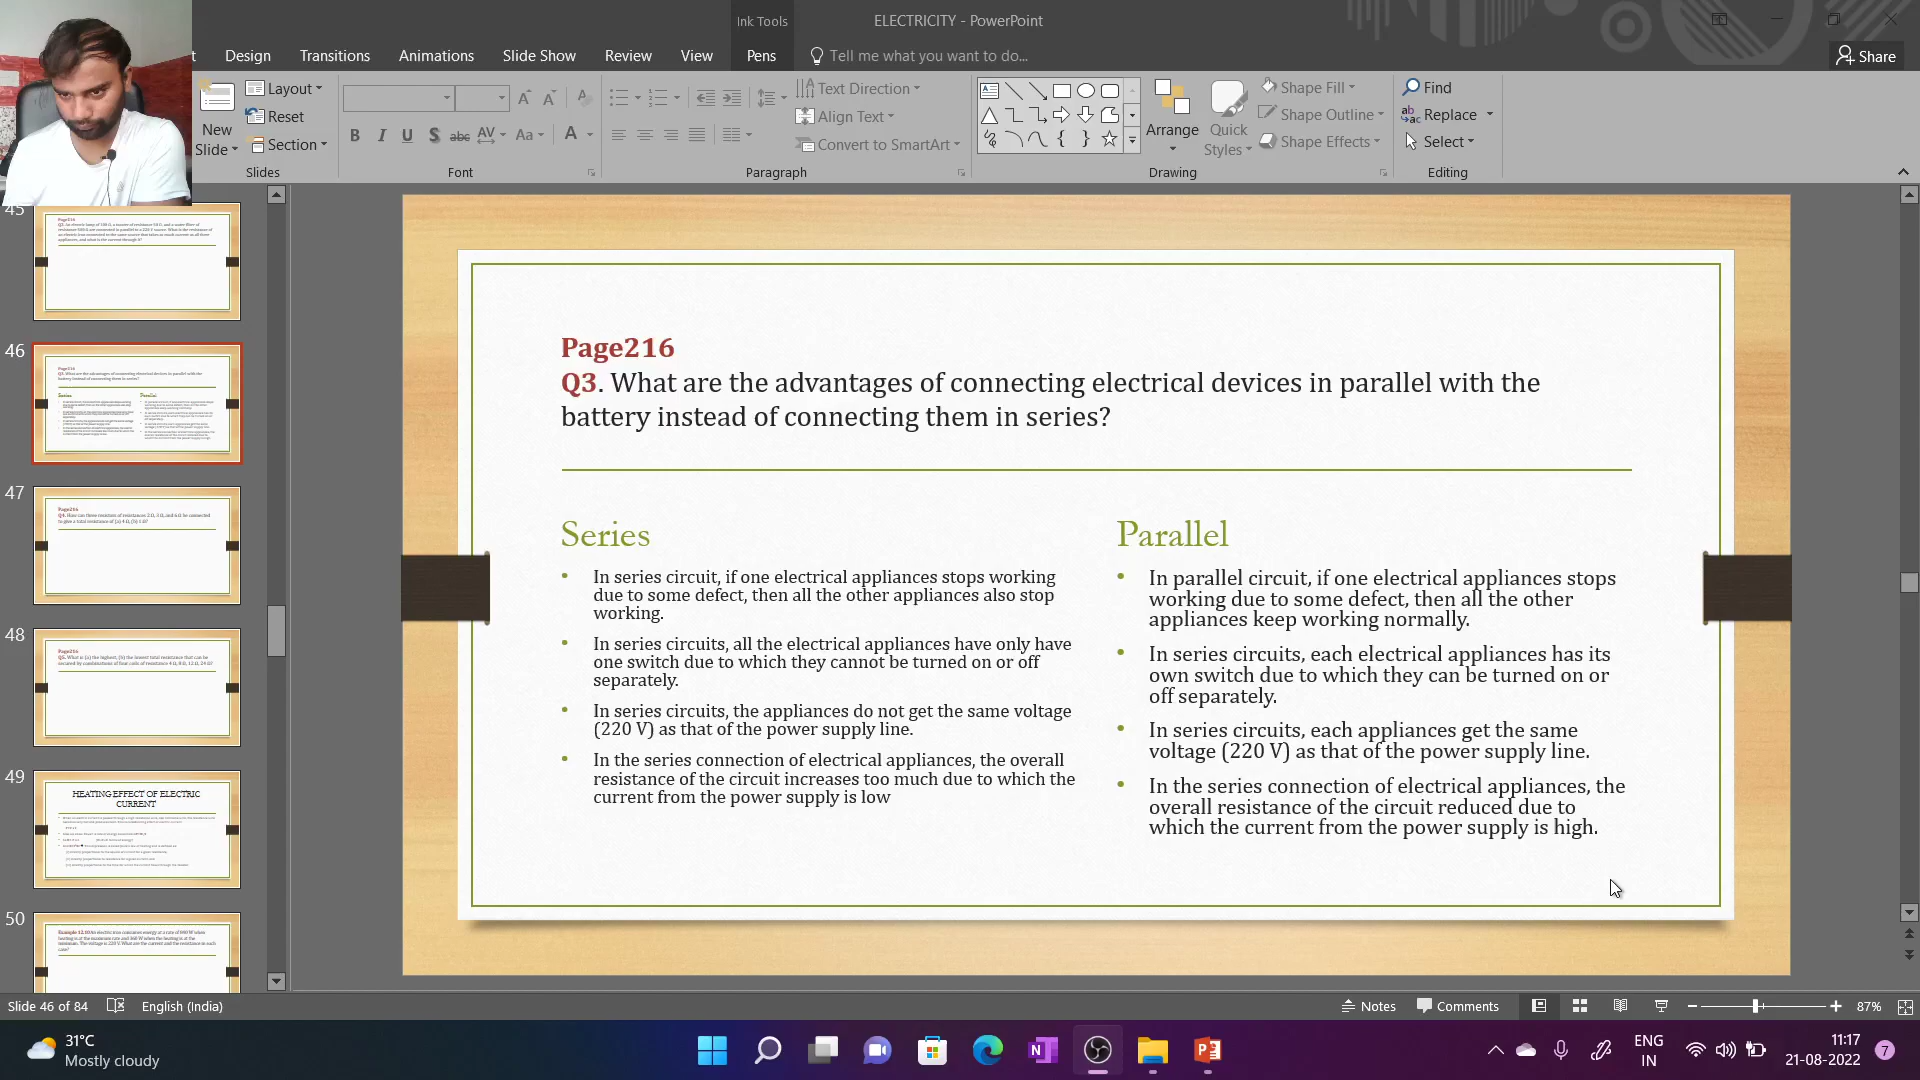 Ink Tools
ELECTRICITY - PowerPoint
Design
Transitions
Animations
Slide Show
Review
View
Pens
Tell me what you want to do...
Share
New
Slide
Layout
Reset
Section
Slides
Font
Text Direction
Align Text
Convert to SmartArt
Paragraph
Arrange
Quick
Styles
Shape Fill
Shape Outline
Shape Effects
Drawing
Find
Replace
Select
Editing
45
46
47
48
49
HEATING EFFECT OF ELECTRIC
CURRENT
50
Page216
Q3. What are the advantages of connecting electrical devices in parallel with the
battery instead of connecting them in series?
Series
• In series circuit, if one electrical appliances stops working
due to some defect, then all the other appliances also stop
working.
• In series circuits, all the electrical appliances have only have
one switch due to which they cannot be turned on or off
separately.
• In series circuits, the appliances do not get the same voltage
(220 V) as that of the power supply line.
• In the series connection of electrical appliances, the overall
resistance of the circuit increases too much due to which the
current from the power supply is low
Parallel
• In parallel circuit, if one electrical appliances stops
working due to some defect, then all the other
appliances keep working normally.
• In series circuits, each electrical appliances has its
own switch due to which they can be turned on or
off separately.
• In series circuits, each appliances get the same
voltage (220 V) as that of the power supply line.
• In the series connection of electrical appliances, the
overall resistance of the circuit reduced due to
which the current from the power supply is high.
Slide 46 of 84
English (India)
Notes
Comments
87%
31°C
Mostly cloudy
ENG
IN
11:17
21-08-2022
7